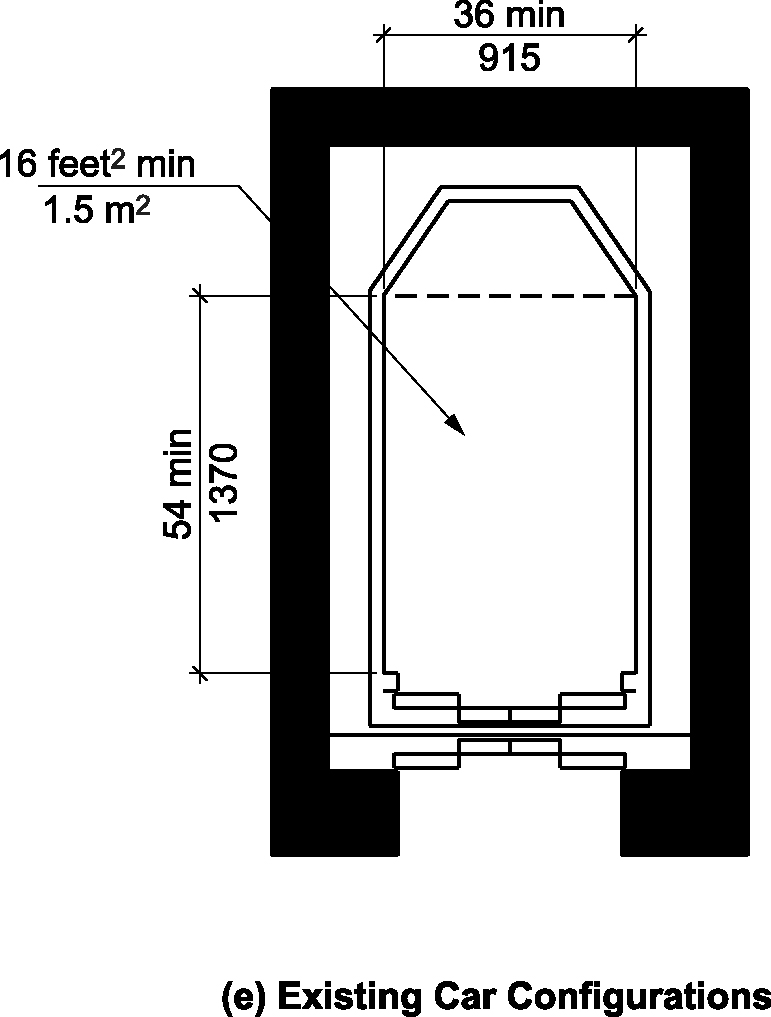 36 min
915
16 feet² min
1.5 m²
54 min
1370
(e) Existing Car Configurations